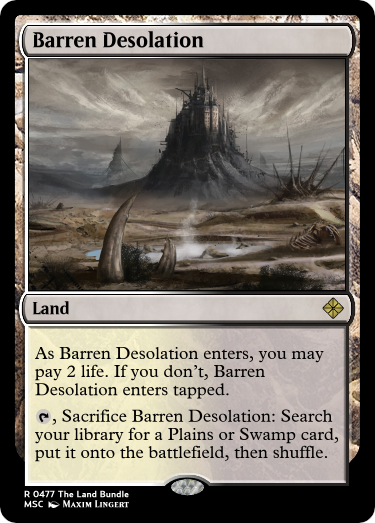 Barren Desolation
Land
As Barren Desolation enters, you may
pay 2 life. If you don't, Barren
Desolation enters tapped.
, Sacrifice Barren Desolation: Search
your library for a Plains or Swamp card,
put it onto the battlefield, then shuffle.
R 0477 The Land Bundle
MSC Maxim Lingert